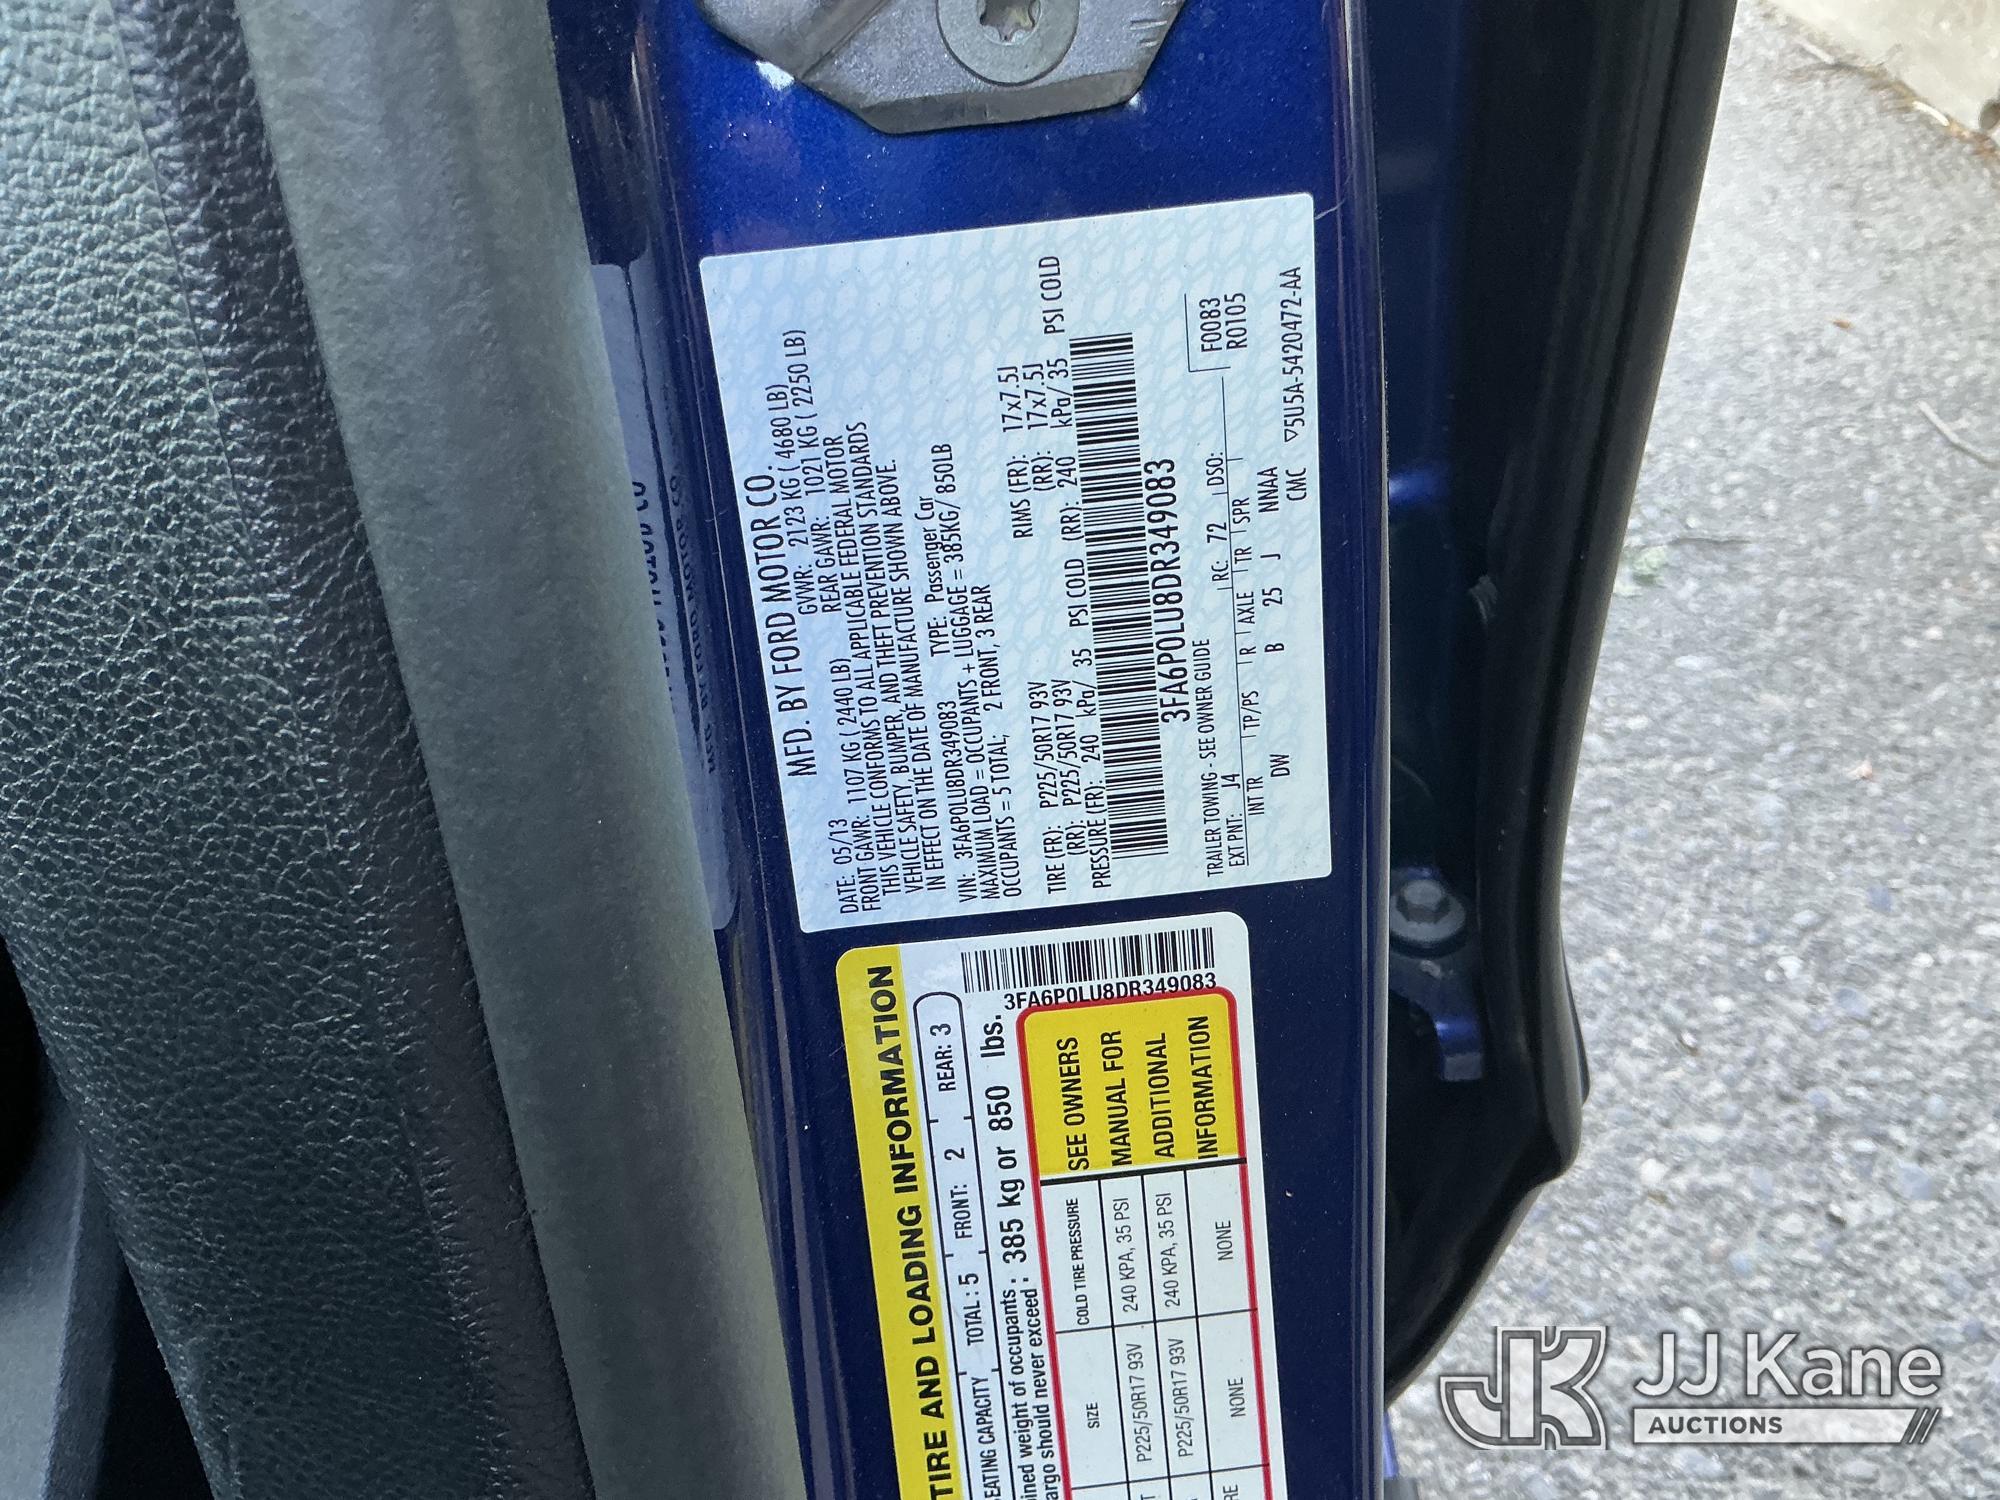 MFD. BY FORD MOTOR CO.
DATE: 05/13 GVWR: 2123 KG ( 4680 LB)
FRONT GAWR: 1107 KG ( 2440 LB) REAR GAWR: 1021 KG ( 2250 LB)
THIS VEHICLE CONFORMS TO ALL APPLICABLE FEDERAL MOTOR
VEHICLE SAFETY, BUMPER, AND THEFT PREVENTION STANDARDS
IN EFFECT ON THE DATE OF MANUFACTURE SHOWN ABOVE.
VIN: 3FA6P0LU8DR349083 TYPE: Passenger Car
MAXIMUM LOAD = OCCUPANTS + LUGGAGE = 385KG/ 850LB
OCCUPANTS = 5 TOTAL, 2 FRONT, 3 REAR
TIRE (FR): P225/50R17 93V RIMS (FR): 17x7.5J
(RR): P225/50R17 93V (RR): 17x7.5J
PRESSURE (FR): 240 kPa/ 35 PSI COLD (RR): 240 kPa/ 35 PSI COLD
3FA6P0LU8DR349083
TRAILER TOWING - SEE OWNER GUIDE
EXT PNT: J4 RC: 72 DSO:
F0083
R0105
INT TR TP/PS R AXLE TR SPR
DW B 25 J NNAA
CMC ▽5U5A-5420472-AA
TIRE AND LOADING INFORMATION
SEATING CAPACITY TOTAL : 5 FRONT: 2 REAR: 3
of occupants : 385 kg or 850 lbs.
should never exceed :
3FA6P0LU8DR349083
SIZE COLD TIRE PRESSURE
P225/50R17 93V 240 KPA, 35 PSI
P225/50R17 93V 240 KPA, 35 PSI
NONE NONE
SEE OWNERS
MANUAL FOR
ADDITIONAL
INFORMATION
JK JJ Kane
AUCTIONS